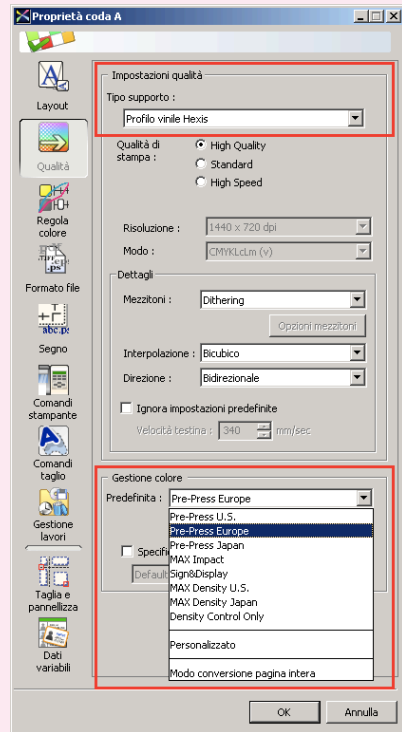 Proprietà coda A
Layout
Qualità
Regola
colore
Formato file
Segno
Comandi
stampante
Comandi
taglio
Gestione
lavori
Taglia e
pannellizza
Dati
variabili
Impostazioni qualità
Tipo supporto :
Profilo vinile Hexis
Qualità di
stampa :
High Quality
Standard
High Speed
Risoluzione :
1440 x 720 dpi
Modo :
CMYKLcLm (v)
Dettagli
Mezzitoni :
Dithering
Opzioni mezzitoni
Interpolazione :
Bicubico
Direzione :
Bidirezionale
Ignora impostazioni predefinite
Velocità testina :
340
mm/sec
Gestione colore
Predefinita :
Pre-Press Europe
Pre-Press U.S.
Pre-Press Europe
Pre-Press Japan
MAX Impact
Sign&Display
MAX Density U.S.
MAX Density Japan
Density Control Only
Personalizzato
Modo conversione pagina intera
Specifi
Default
OK
Annulla